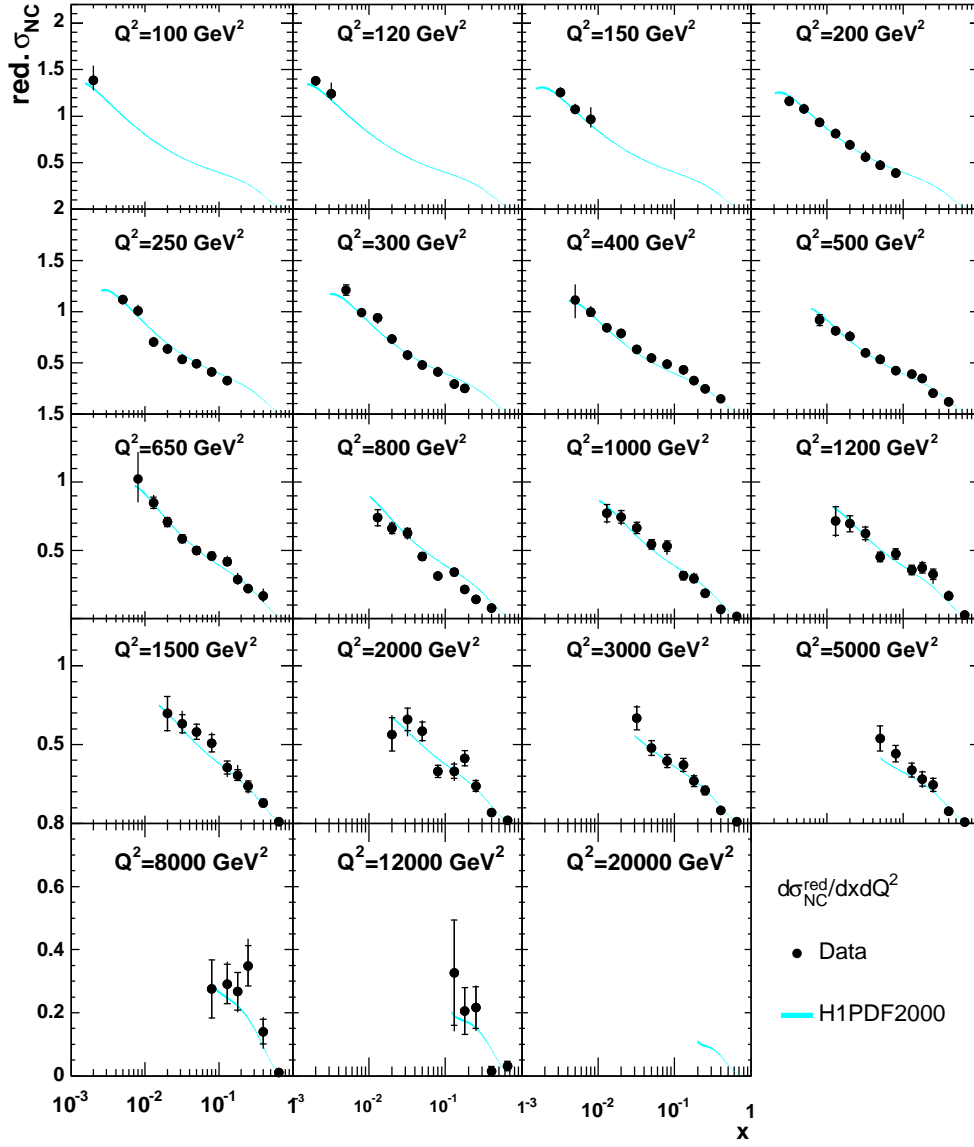 red. σ_NC
2
Q²=100 GeV²
Q²=120 GeV²
Q²=150 GeV²
Q²=200 GeV²
1.5
1
0.5
2
Q²=250 GeV²
Q²=300 GeV²
Q²=400 GeV²
Q²=500 GeV²
1.5
1
0.5
1.5
Q²=650 GeV²
Q²=800 GeV²
Q²=1000 GeV²
Q²=1200 GeV²
1
0.5
Q²=1500 GeV²
Q²=2000 GeV²
Q²=3000 GeV²
Q²=5000 GeV²
1
0.5
0.8
Q²=8000 GeV²
Q²=12000 GeV²
Q²=20000 GeV²
0.6
0.4
0.2
0
dσ_NC^red/dxdQ²
Data
H1PDF2000
10⁻³ 10⁻² 10⁻¹ 1⁻³ 10⁻² 10⁻¹ 1⁻³ 10⁻² 10⁻¹ 1
x